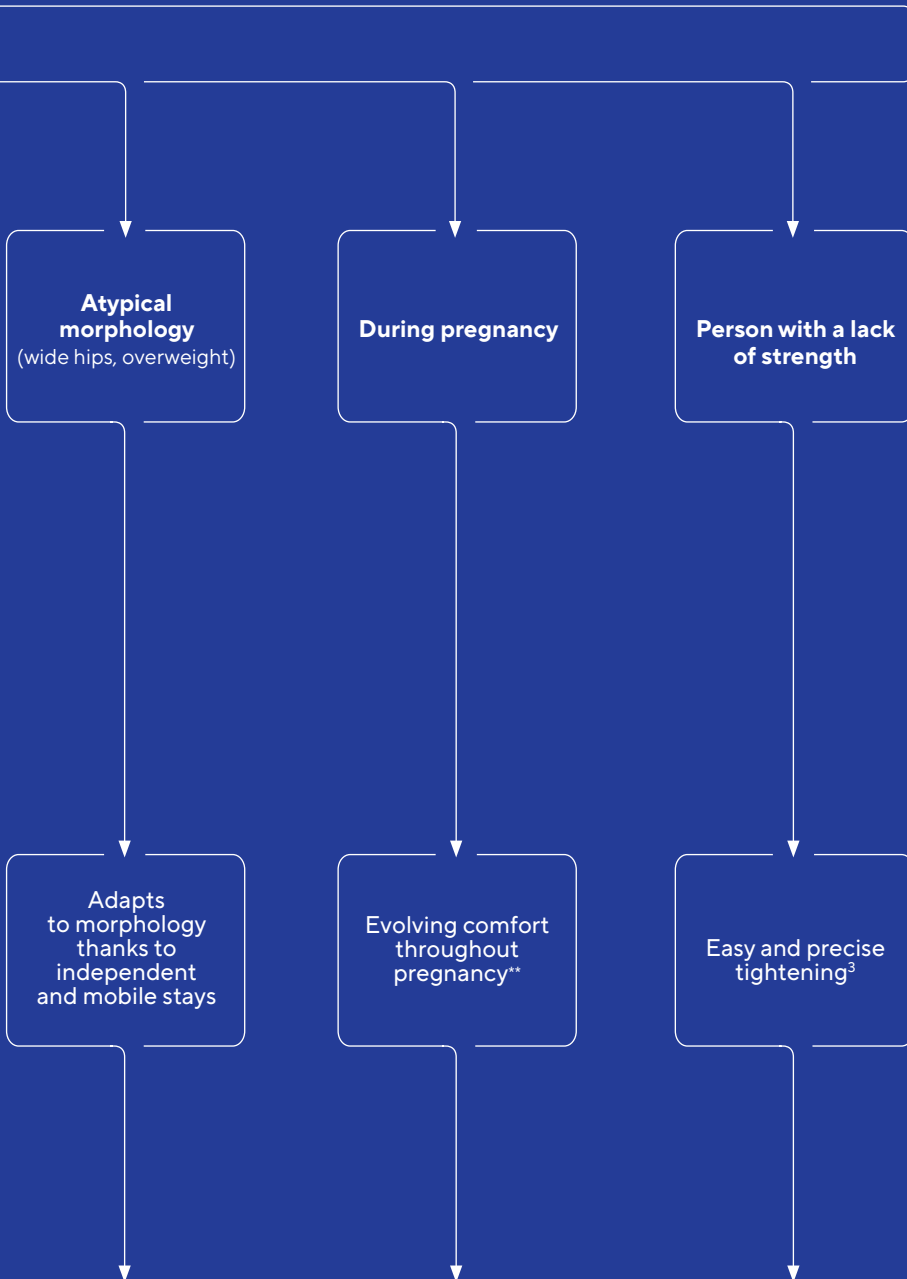 Atypical
morphology
(wide hips, overweight)
During pregnancy
Person with a lack
of strength
Adapts
to morphology
thanks to
independent
and mobile stays
Evolving comfort
throughout
pregnancy**
Easy and precise
tightening³